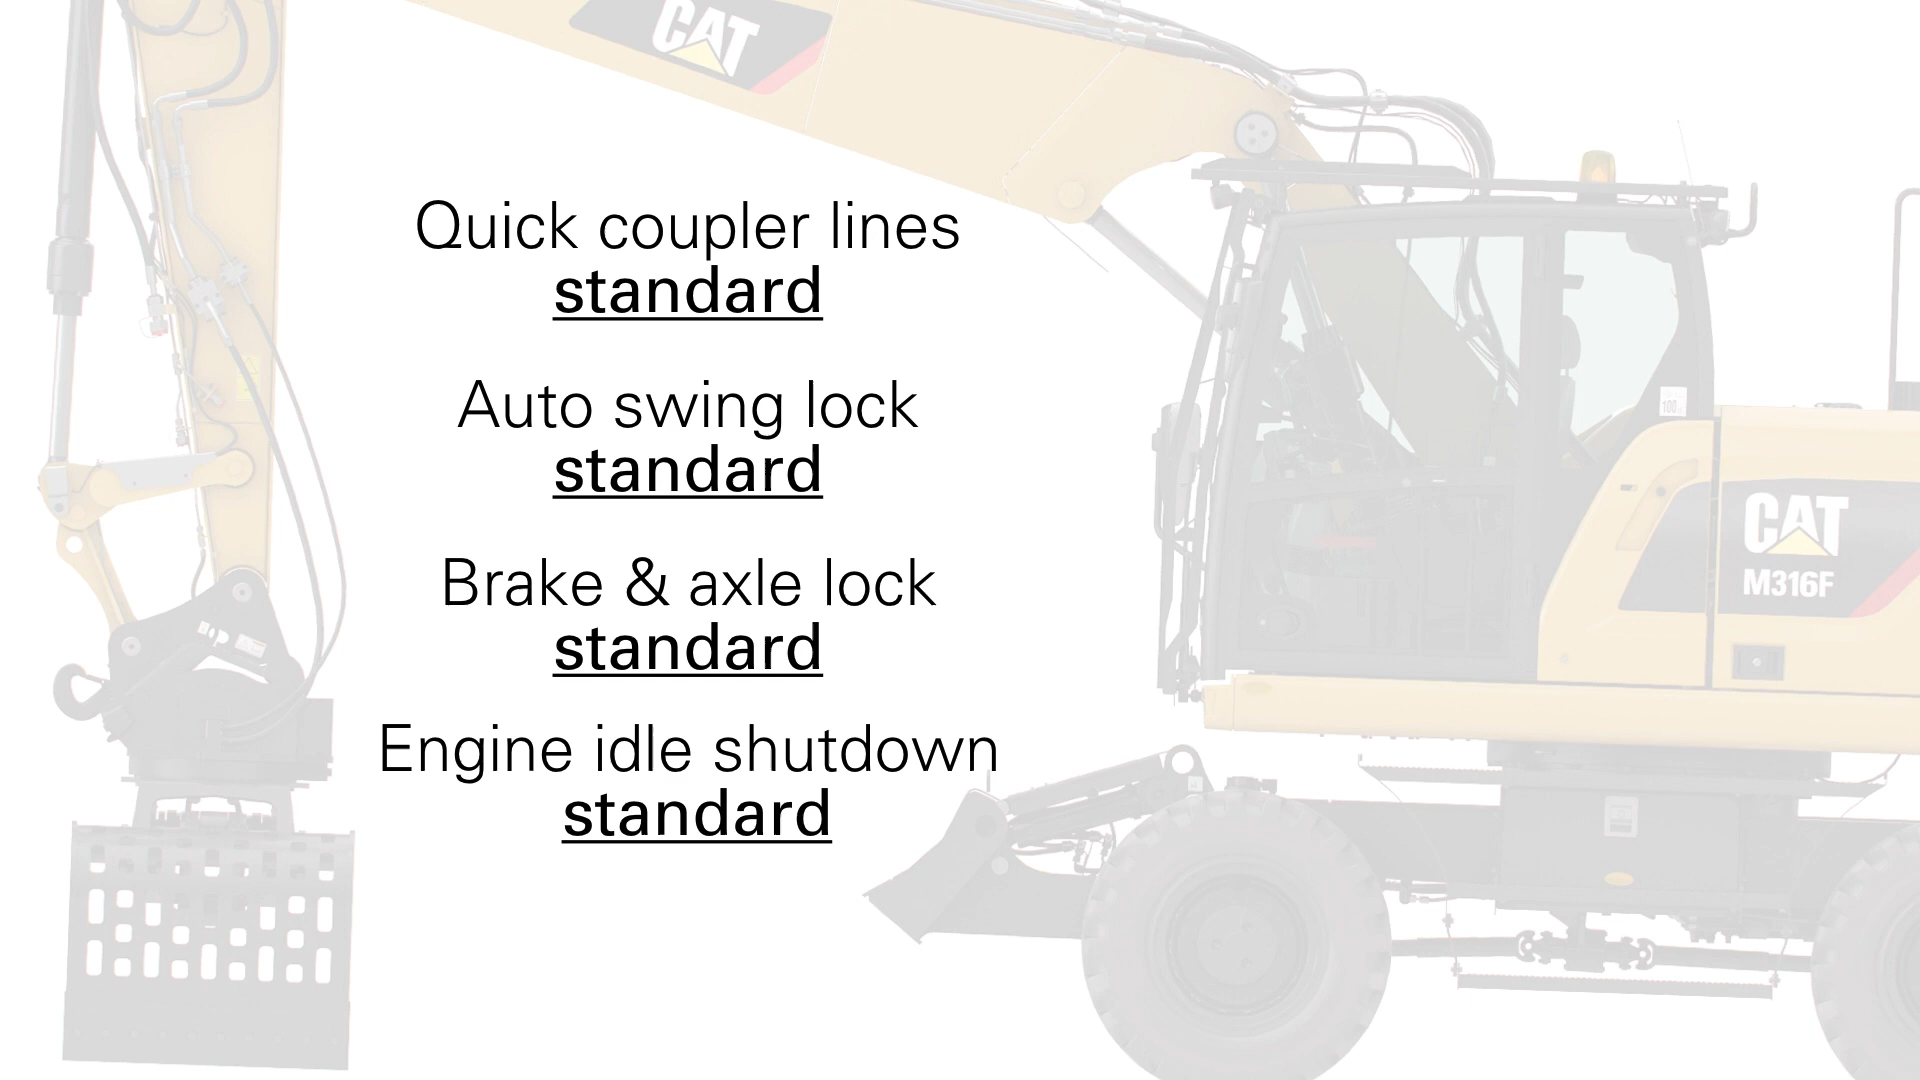 CAT
Quick coupler lines
standard
Auto swing lock
standard
Brake & axle lock
standard
Engine idle shutdown
standard
100
CAT
M316F